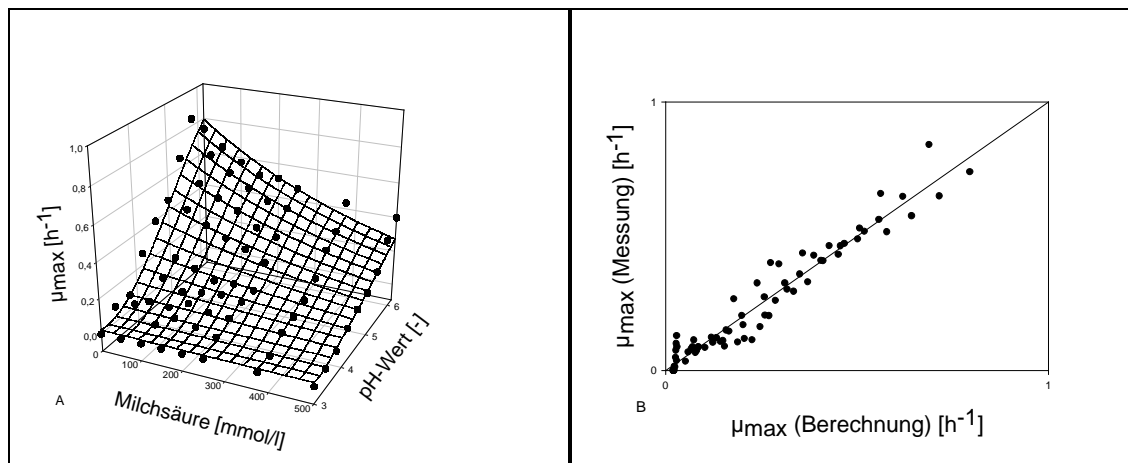 1,0
0,8
0,6
0,4
0,2
0,0
µmax [h-1]
0
100
200
300
400
500
Milchsäure [mmol/l]
3
4
5
6
pH-Wert [-]
A
1
µmax (Messung) [h-1]
0
0
1
B
µmax (Berechnung) [h-1]